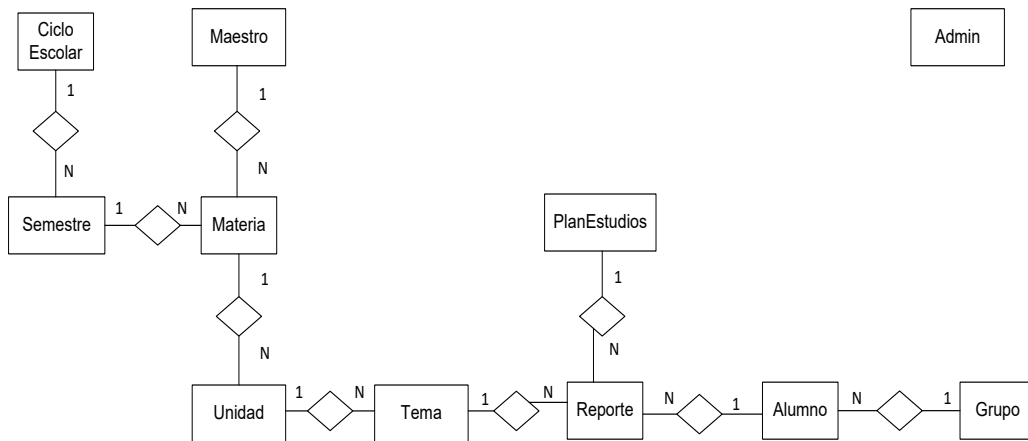 Ciclo
Escolar
Maestro
Admin
1
1
N
N
Semestre
1
N
Materia
PlanEstudios
1
1
N
N
Unidad
1
N
Tema
1
N
Reporte
N
1
Alumno
N
1
Grupo